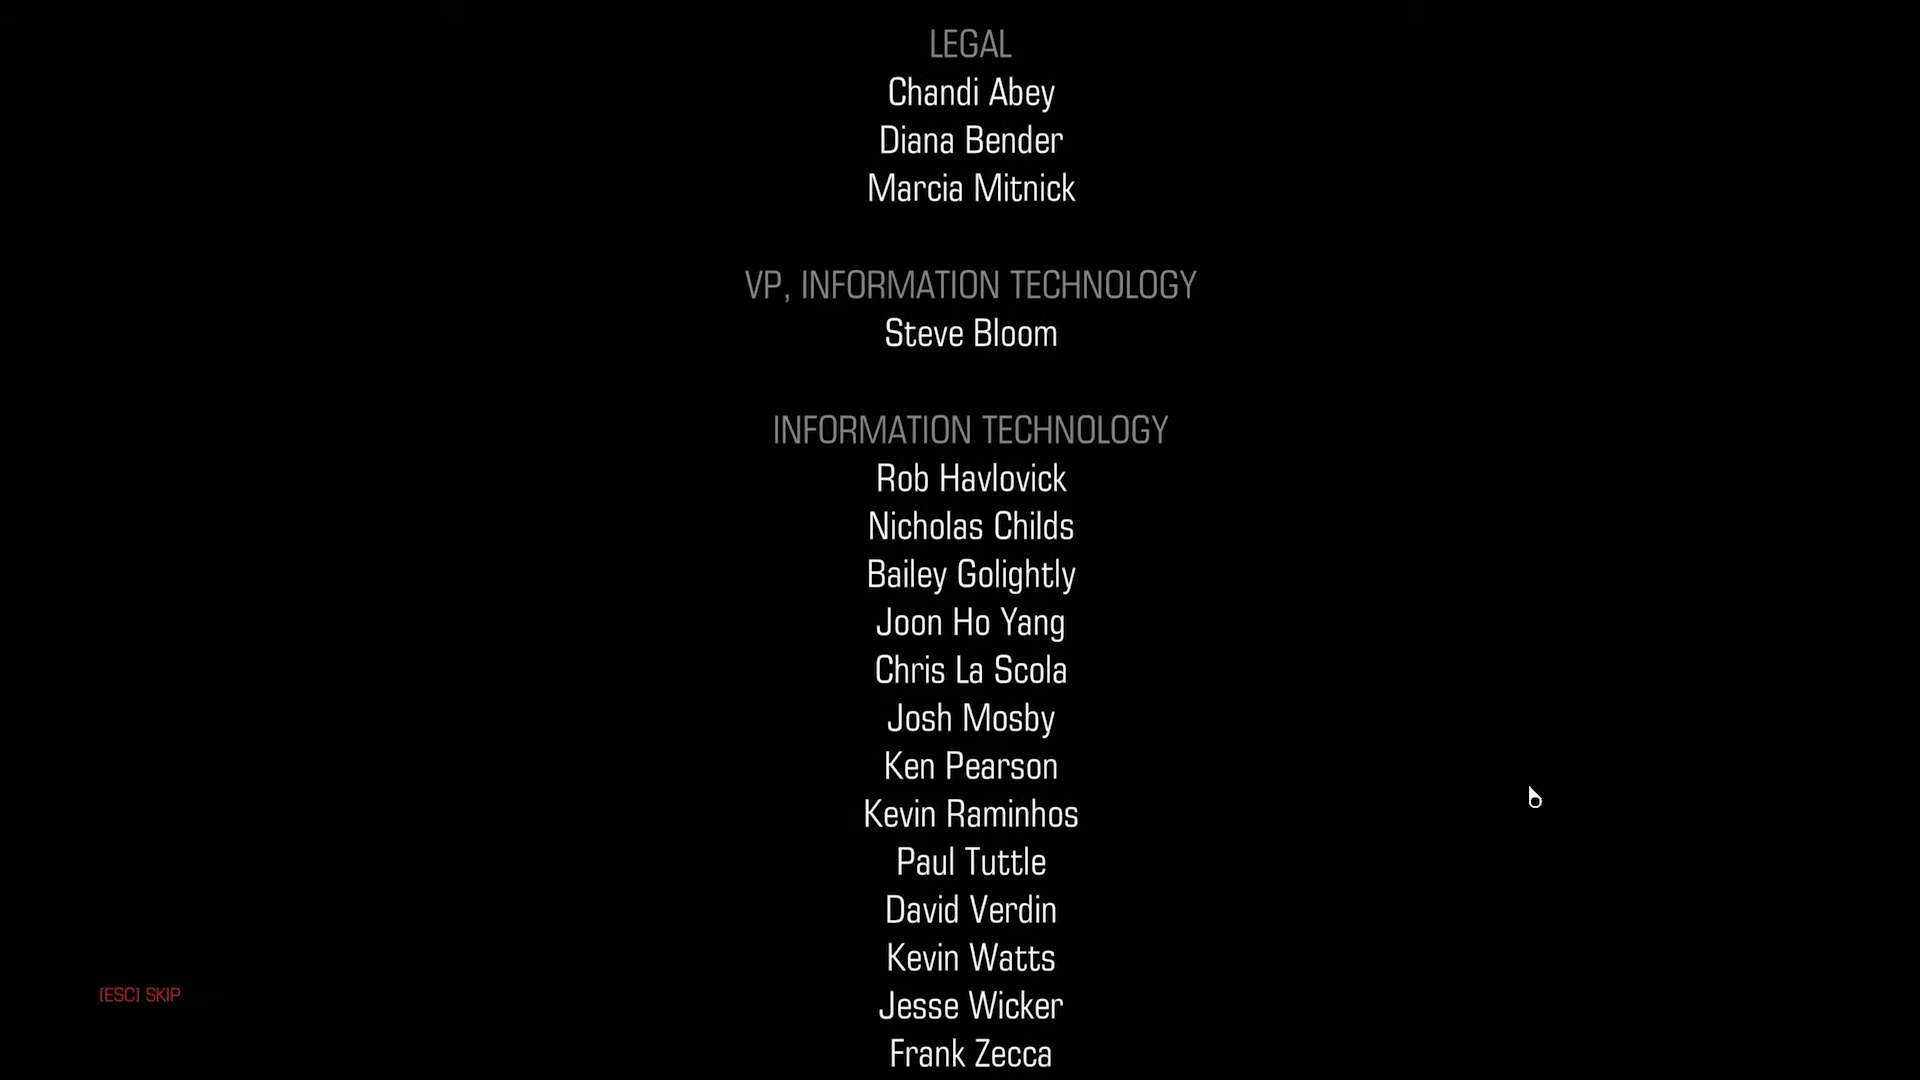 LEGAL
Chandi Abey
Diana Bender
Marcia Mitnick
VP, INFORMATION TECHNOLOGY
Steve Bloom
INFORMATION TECHNOLOGY
Rob Havlovick
Nicholas Childs
Bailey Golightly
Joon Ho Yang
Chris La Scola
Josh Mosby
Ken Pearson
Kevin Raminhos
Paul Tuttle
David Verdin
Kevin Watts
[ESC] SKIP
Jesse Wicker
Frank Zecca